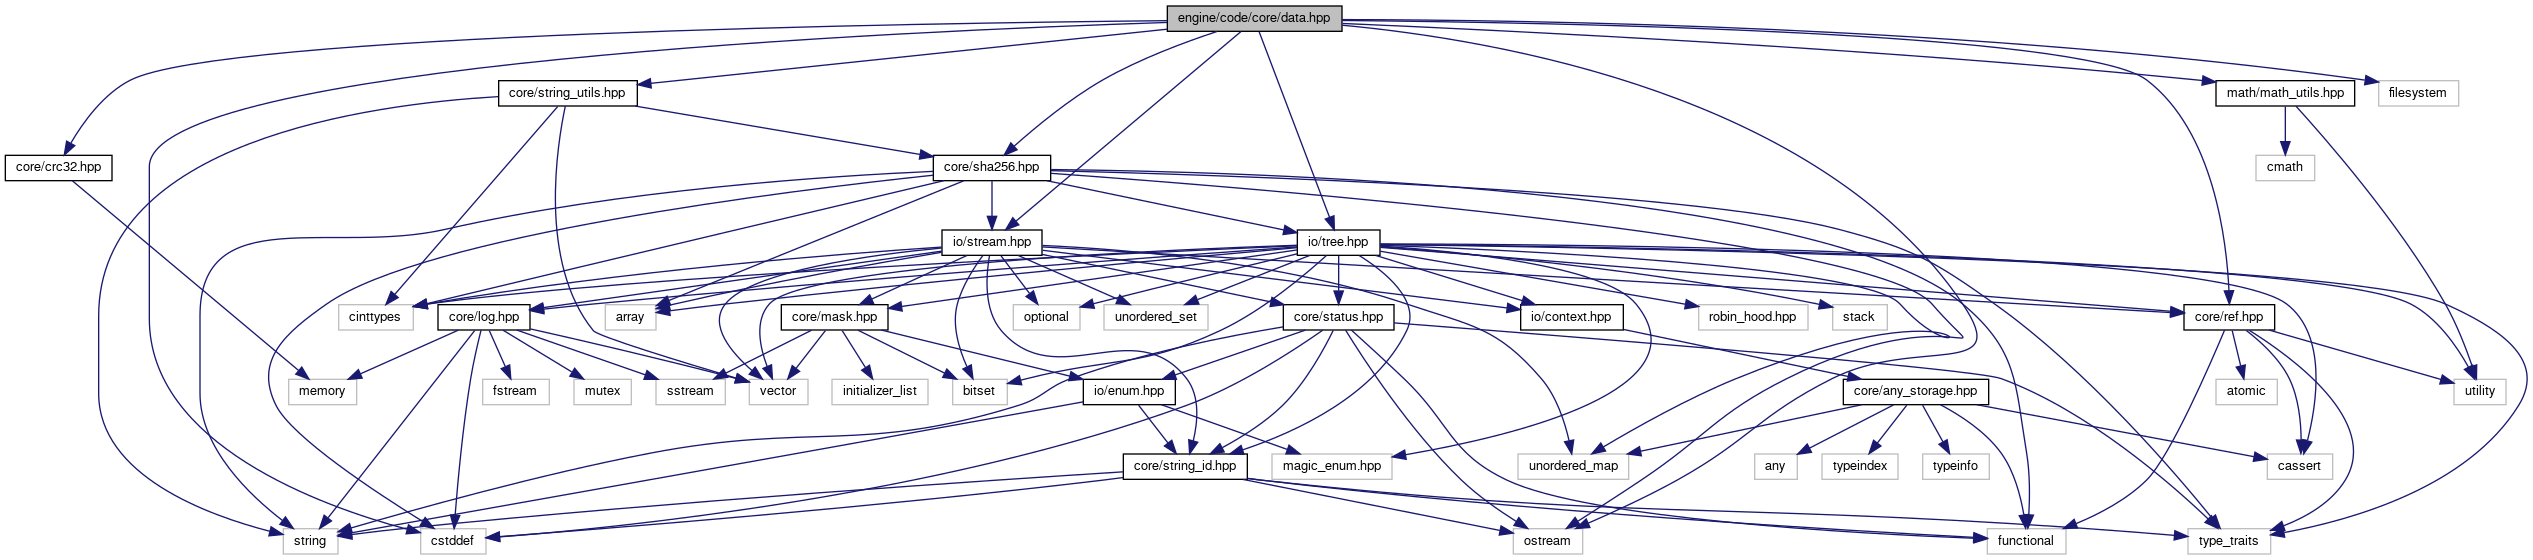 engine/code/core/data.hpp
core/string_utils.hpp
math/math_utils.hpp
filesystem
core/crc32.hpp
core/sha256.hpp
cmath
io/stream.hpp
io/tree.hpp
cinttypes
core/log.hpp
array
core/mask.hpp
optional
unordered_set
core/status.hpp
io/context.hpp
robin_hood.hpp
stack
core/ref.hpp
memory
fstream
mutex
sstream
vector
initializer_list
bitset
io/enum.hpp
core/any_storage.hpp
atomic
utility
core/string_id.hpp
magic_enum.hpp
unordered_map
any
typeindex
typeinfo
cassert
string
cstddef
ostream
functional
type_traits